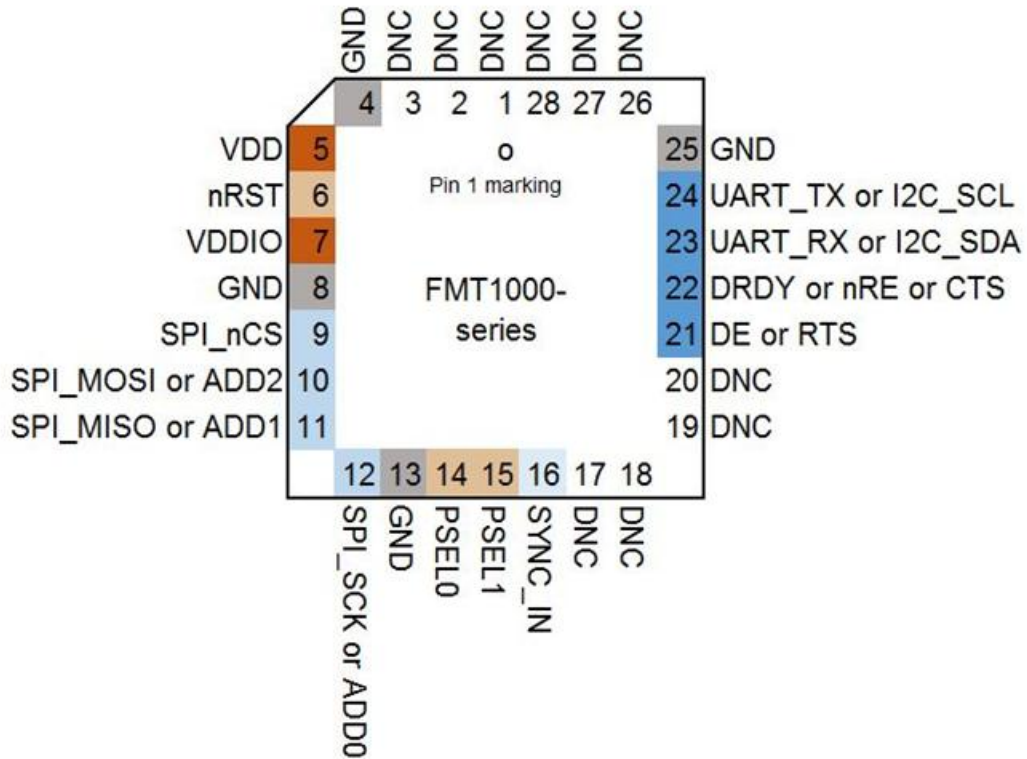 GND DNC DNC DNC DNC DNC DNC
4 3 2 1 28 27 26
VDD 5 o 25 GND
nRST 6 Pin 1 marking 24 UART_TX or I2C_SCL
VDDIO 7 23 UART_RX or I2C_SDA
GND 8 FMT1000- 22 DRDY or nRE or CTS
SPI_nCS 9 series 21 DE or RTS
SPI_MOSI or ADD2 10 20 DNC
SPI_MISO or ADD1 11 19 DNC
12 13 14 15 16 17 18
SPI_SCK or ADD0 GND PSEL0 PSEL1 SYNC_IN DNC DNC